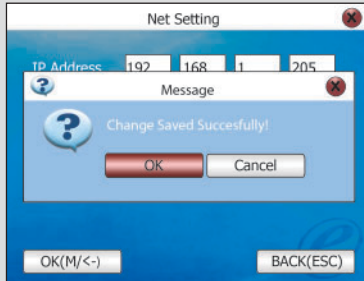 Net Setting
IP Address 192 168 1 205
Message
Change Saved Succesfully!
OK Cancel
OK(M/<-) BACK(ESC)